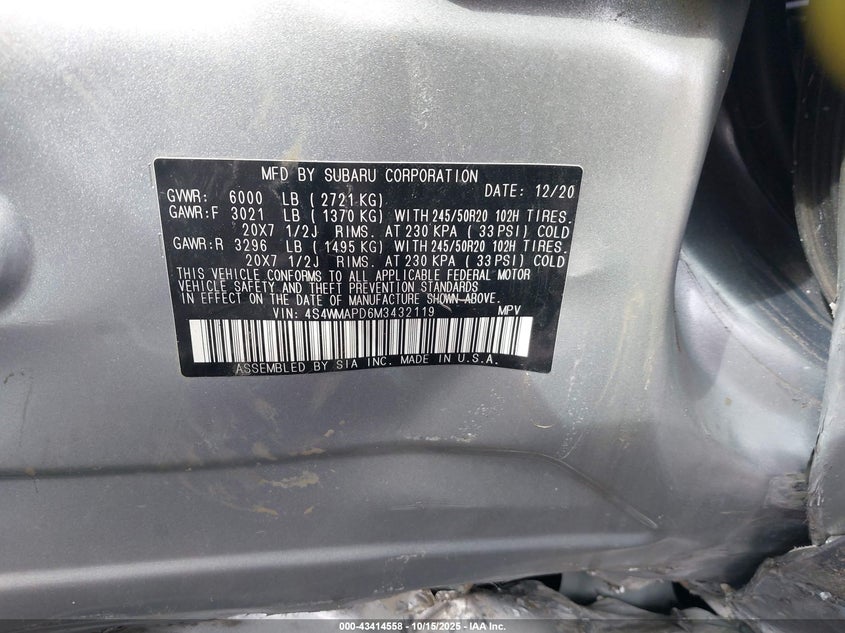 MFD BY SUBARU CORPORATION
DATE: 12/20
GVWR: 6000 LB ( 2721 KG)
GAWR:F 3021 LB ( 1370 KG) WITH 245/50R20 102H TIRES.
20X7 1/2J RIMS. AT 230 KPA ( 33 PSI) COLD
GAWR:R 3296 LB ( 1495 KG) WITH 245/50R20 102H TIRES.
20X7 1/2J RIMS. AT 230 KPA ( 33 PSI) COLD
THIS VEHICLE CONFORMS TO ALL APPLICABLE FEDERAL MOTOR
VEHICLE SAFETY AND THEFT PREVENTION STANDARDS
IN EFFECT ON THE DATE OF MANUFACTURE SHOWN ABOVE.
VIN: 4S4WMAPD6M3432119 MPV
ASSEMBLED BY SIA INC. MADE IN U.S.A.
000-43414558 - 10/15/2025 - IAA Inc.